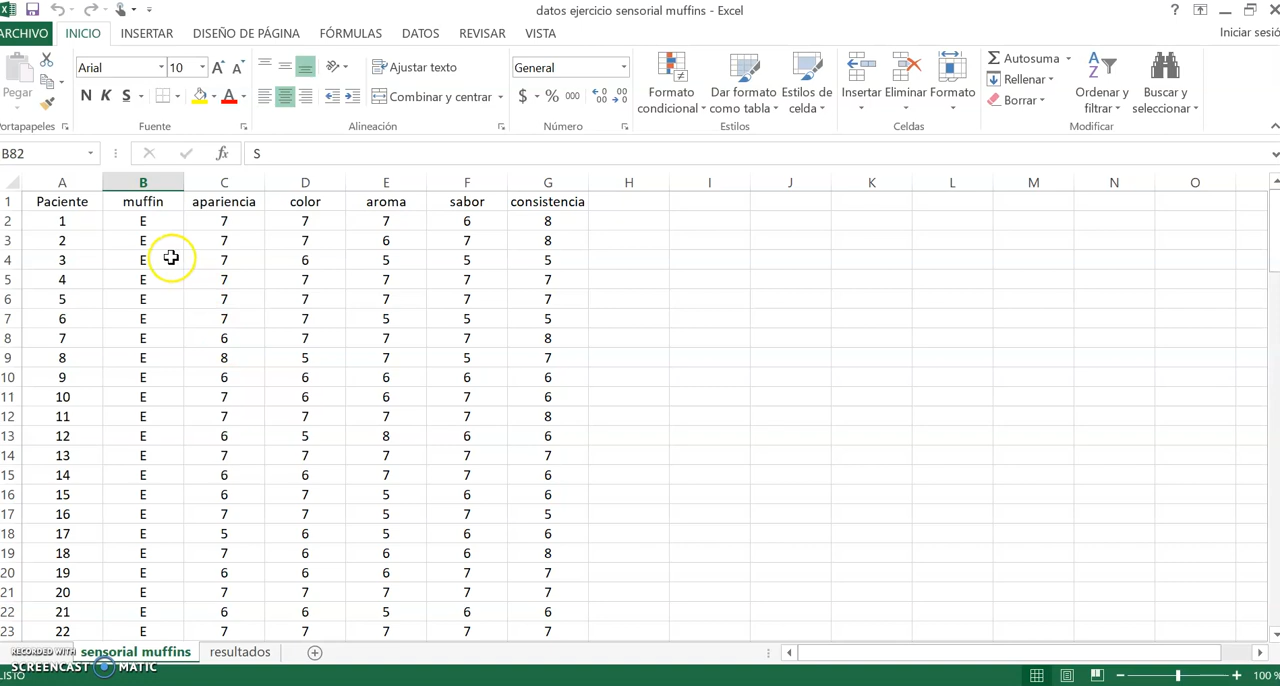 datos ejercicio sensorial muffins - Excel
?
ARCHIVO INICIO INSERTAR DISEÑO DE PÁGINA FÓRMULAS DATOS REVISAR VISTA
Iniciar sesió
Pegar
Arial 10
A A
N K S A
Ajustar texto
Combinar y centrar
General
$ % 000
Formato condicional
Dar formato como tabla
Estilos de celda
Insertar Eliminar Formato
Autosuma
Rellenar
Borrar
Ordenar y filtrar
Buscar y seleccionar
ortapapeles Fuente Alineación Número Estilos Celdas Modificar
B82 fx S
A B C D E F G H I J K L M N O
1 Paciente muffin apariencia color aroma sabor consistencia
2 1 E 7 7 7 6 8
3 2 E 7 7 6 7 8
4 3 E 7 6 5 5 5
5 4 E 7 7 7 7 7
6 5 E 7 7 7 7 7
7 6 E 7 7 5 5 5
8 7 E 6 7 7 7 8
9 8 E 8 5 7 5 7
10 9 E 6 6 6 6 6
11 10 E 7 6 6 7 6
12 11 E 7 7 7 7 8
13 12 E 6 5 8 6 6
14 13 E 7 7 7 7 7
15 14 E 6 6 7 7 6
16 15 E 6 7 5 6 6
17 16 E 7 7 5 7 5
18 17 E 5 6 5 6 6
19 18 E 7 6 6 6 8
20 19 E 6 6 6 7 7
21 20 E 7 7 7 7 7
22 21 E 6 6 5 6 6
23 22 E 7 7 7 7 7
sensorial muffins resultados
RECORDED WITH
SCREENCAST MATIC
LISTO
100 %